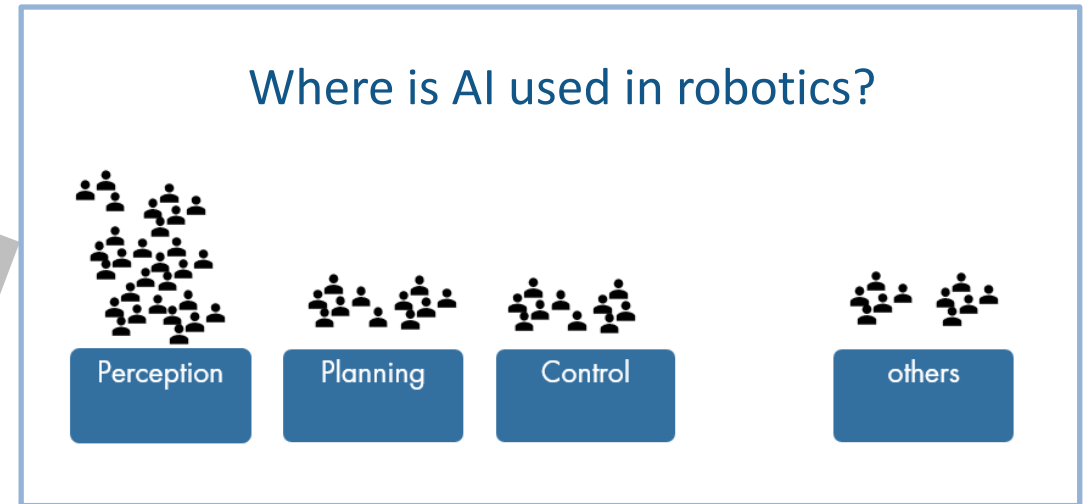 Where is AI used in robotics?
Perception
Planning
Control
others